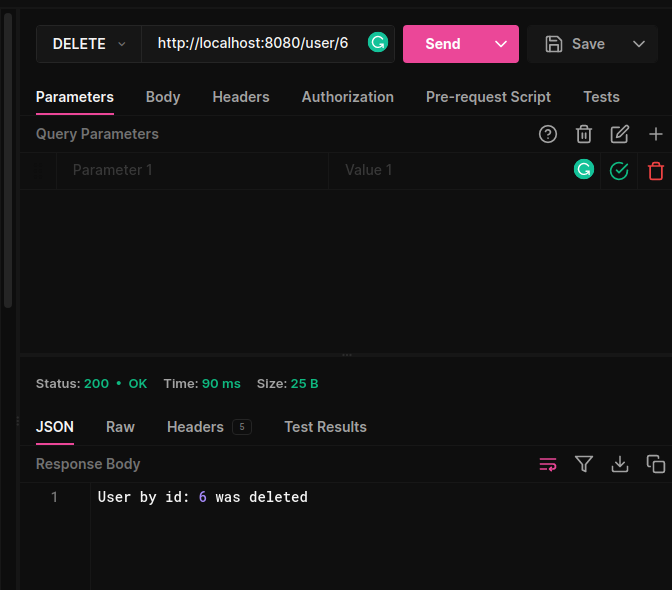 DELETE http://localhost:8080/user/6 Send Save
Parameters Body Headers Authorization Pre-request Script Tests
Query Parameters
Parameter 1 Value 1
Status: 200 • OK Time: 90 ms Size: 25 B
JSON Raw Headers 5 Test Results
Response Body
1 User by id: 6 was deleted